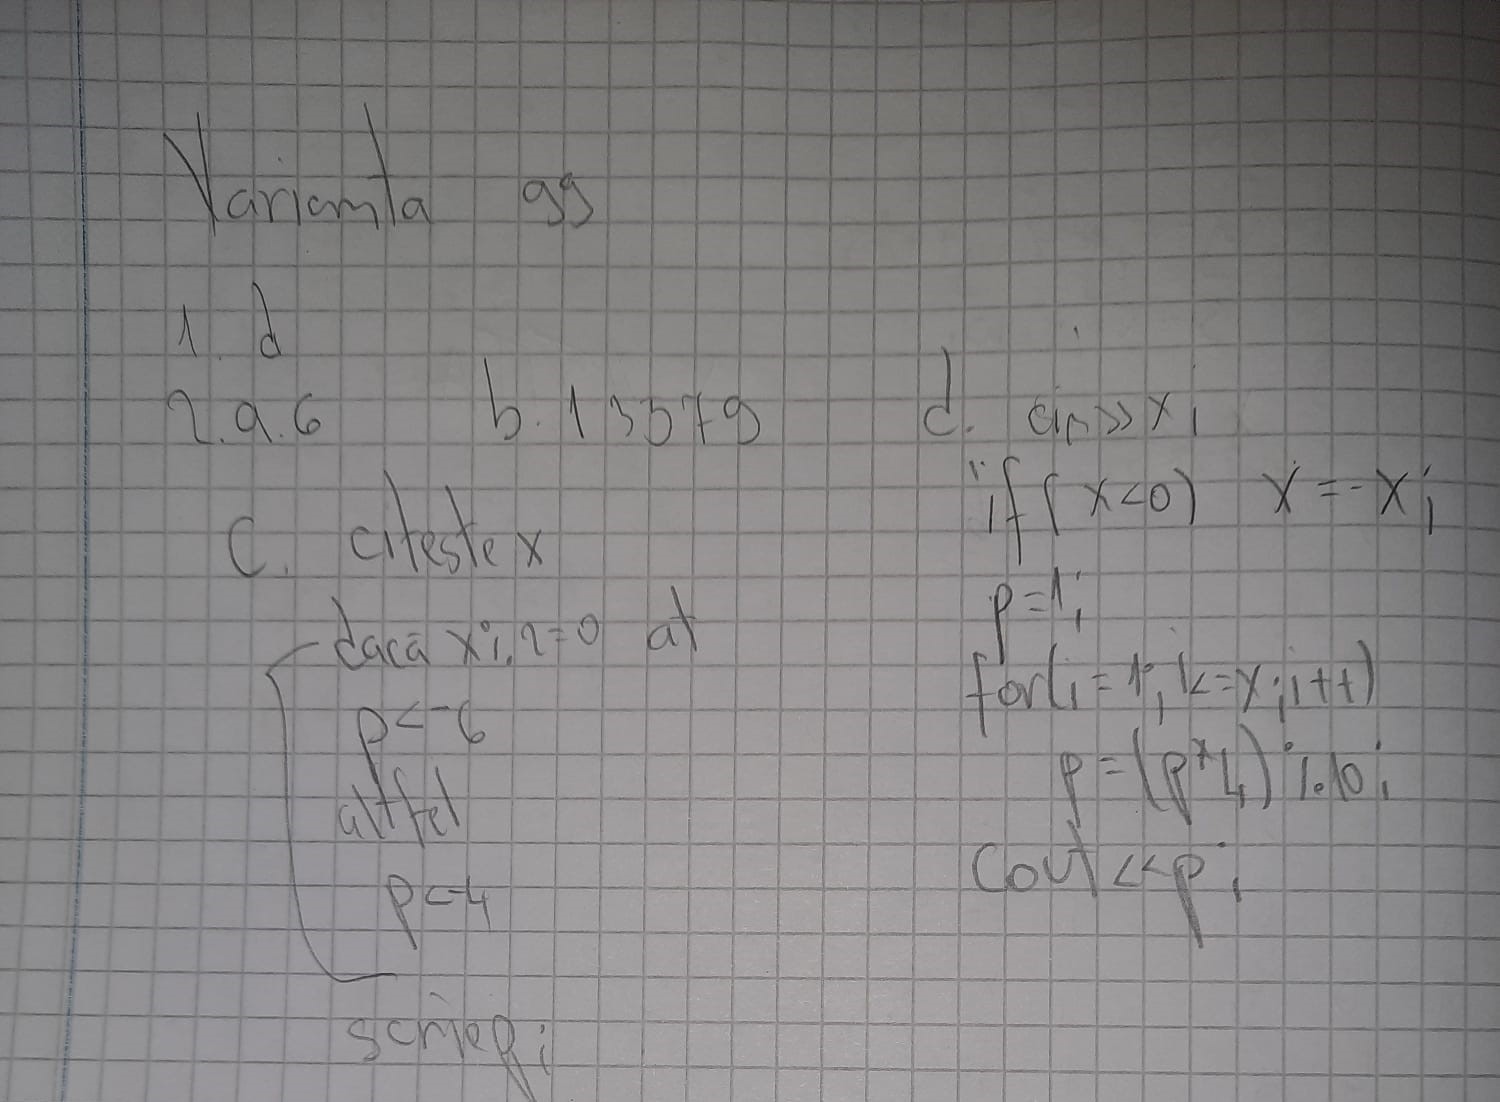 Varianta 99
1. d
2. a. 6
b. 13579
c. citeste x
daca x%2=0 at
p<-6
altfel
p<-4
scrie p;
d. cin>>x;
if(x<0) x=-x;
p=1;
for(i=1;i<=x;i++)
p=(p*4)%10;
cout<<p;